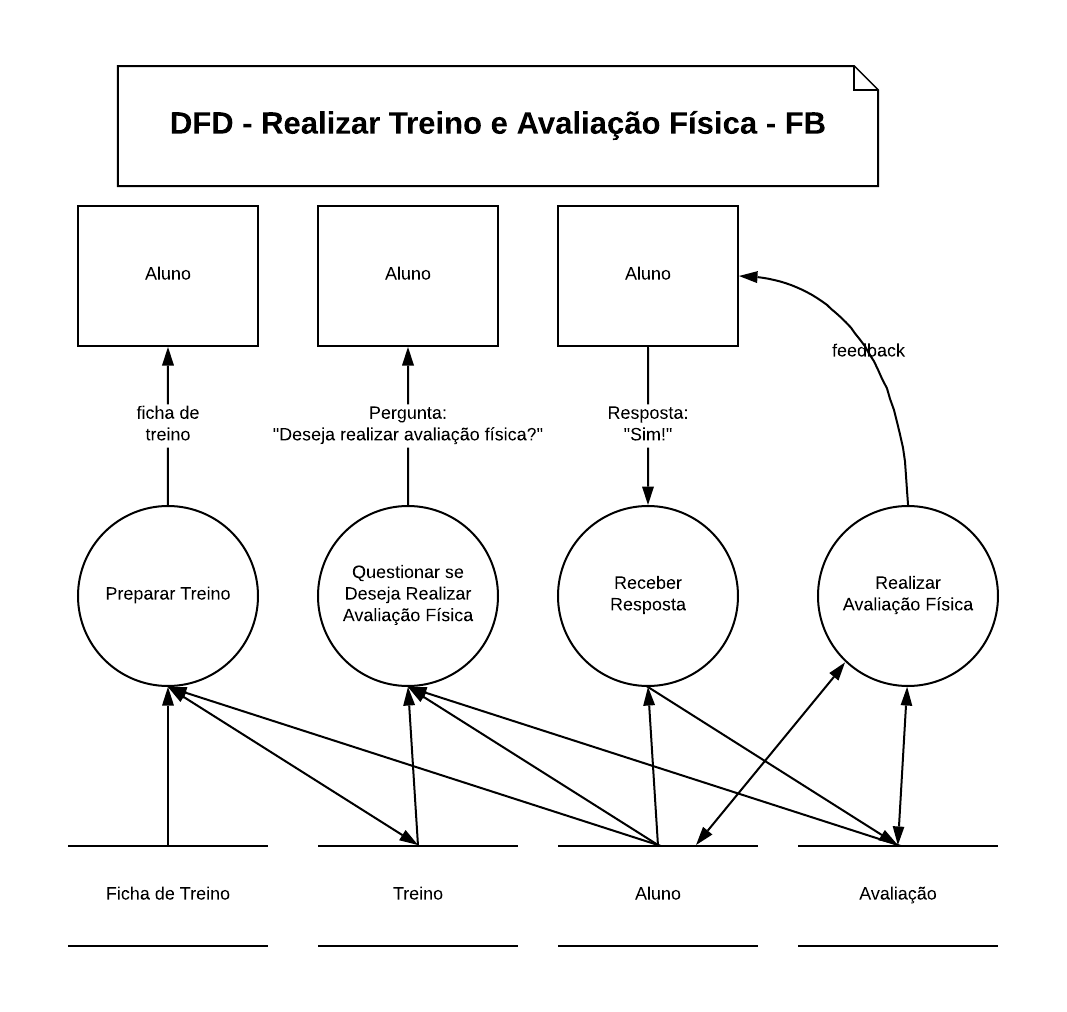 DFD - Realizar Treino e Avaliação Física - FB
Aluno
Aluno
Aluno
feedback
ficha de
treino
Pergunta:
"Deseja realizar avaliação física?"
Resposta:
"Sim!"
Preparar Treino
Questionar se
Deseja Realizar
Avaliação Física
Receber
Resposta
Realizar
Avaliação Física
Ficha de Treino
Treino
Aluno
Avaliação